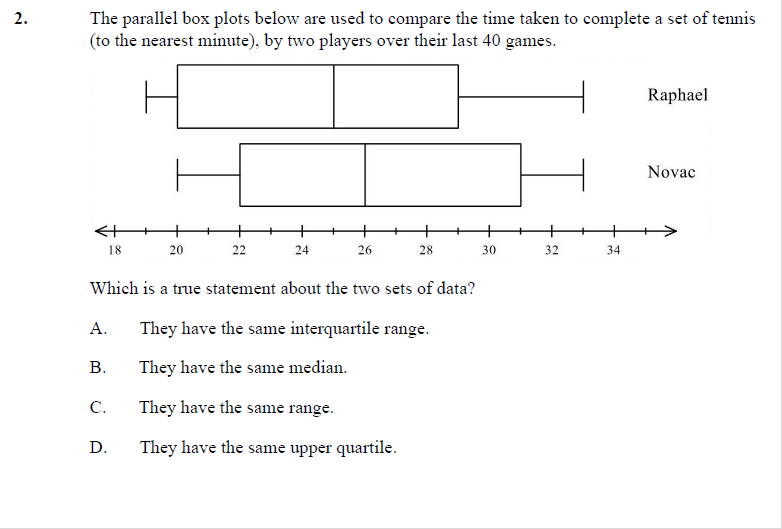 2. The parallel box plots below are used to compare the time taken to complete a set of tennis
(to the nearest minute), by two players over their last 40 games.
Raphael
Novac
18 20 22 24 26 28 30 32 34
Which is a true statement about the two sets of data?
A. They have the same interquartile range.
B. They have the same median.
C. They have the same range.
D. They have the same upper quartile.